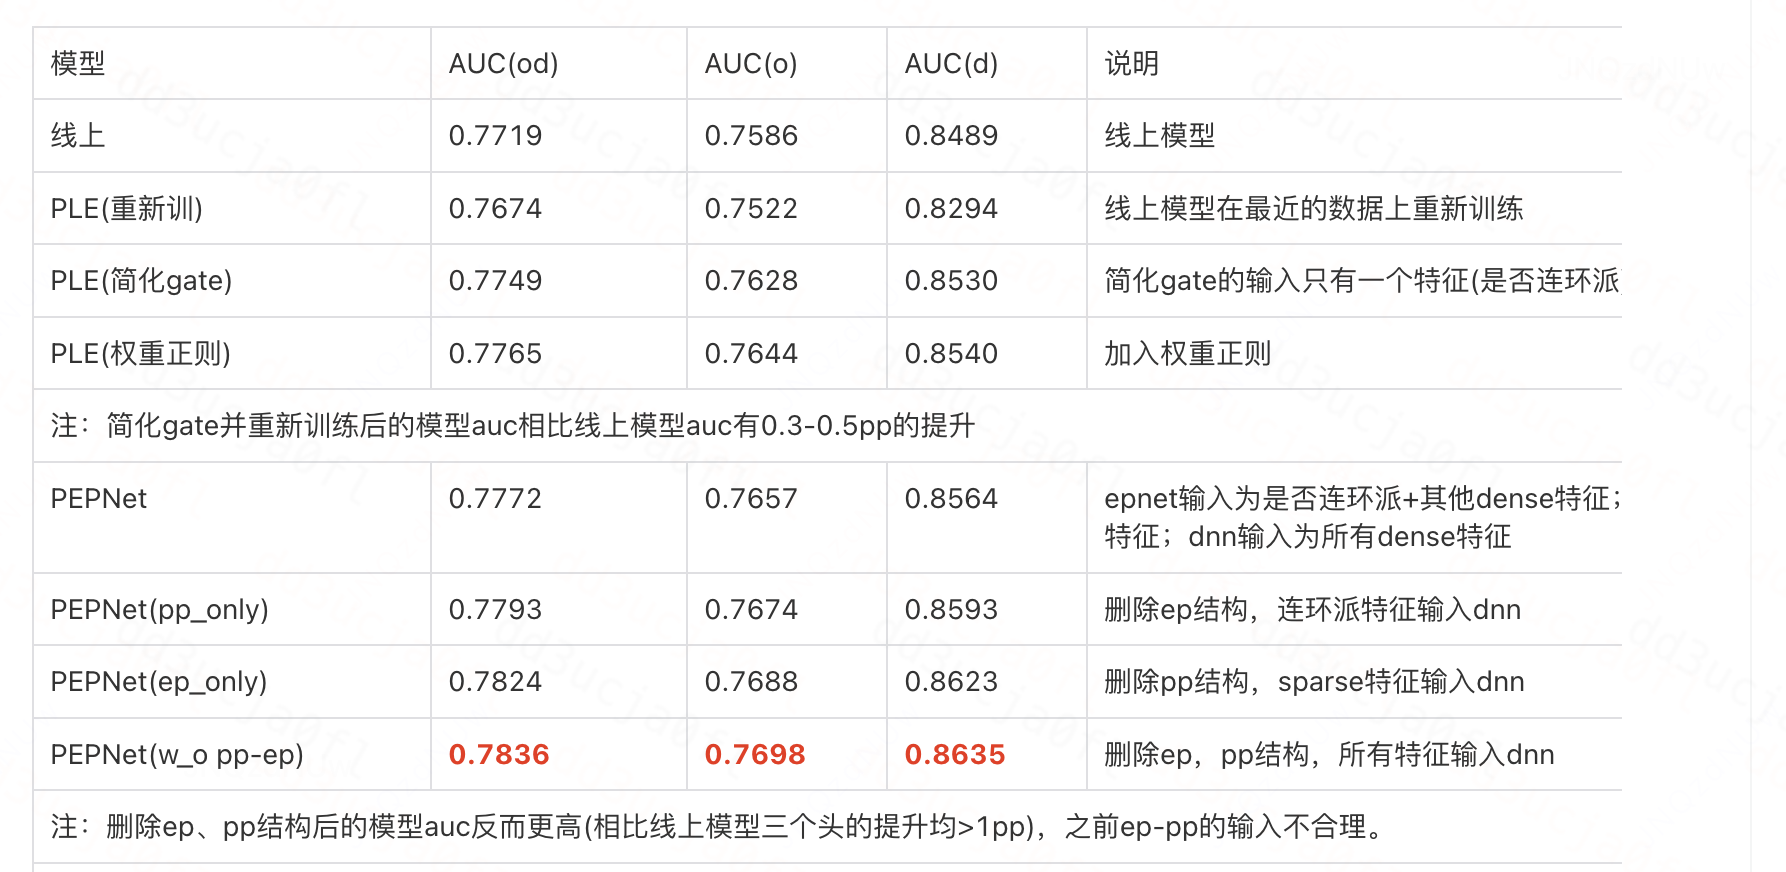 模型 AUC(od) AUC(o) AUC(d) 说明
线上 0.7719 0.7586 0.8489 线上模型
PLE(重新训) 0.7674 0.7522 0.8294 线上模型在最近的数据上重新训练
PLE(简化gate) 0.7749 0.7628 0.8530 简化gate的输入只有一个特征(是否连环派
PLE(权重正则) 0.7765 0.7644 0.8540 加入权重正则
注：简化gate并重新训练后的模型auc相比线上模型auc有0.3-0.5pp的提升
PEPNet 0.7772 0.7657 0.8564 epnet输入为是否连环派+其他dense特征；
特征；dnn输入为所有dense特征
PEPNet(pp_only) 0.7793 0.7674 0.8593 删除ep结构，连环派特征输入dnn
PEPNet(ep_only) 0.7824 0.7688 0.8623 删除pp结构，sparse特征输入dnn
PEPNet(w_o pp-ep) 0.7836 0.7698 0.8635 删除ep，pp结构，所有特征输入dnn
注：删除ep、pp结构后的模型auc反而更高(相比线上模型三个头的提升均>1pp)，之前ep-pp的输入不合理。